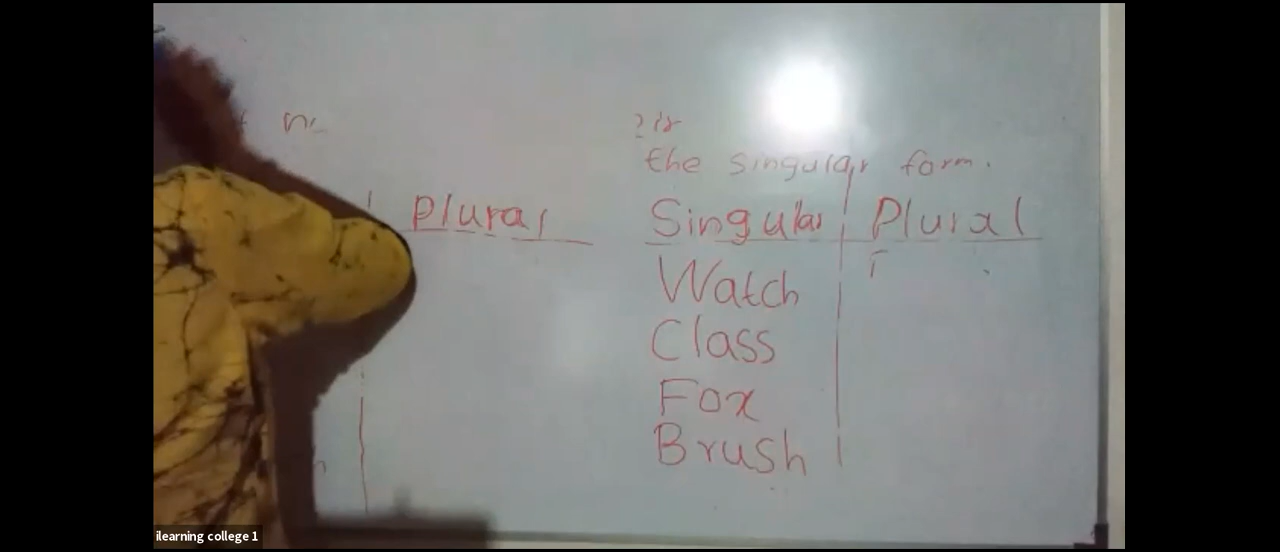 Plural
the singular form.
Singular Plural
Watch
Class
Fox
Brush
ilearning college 1